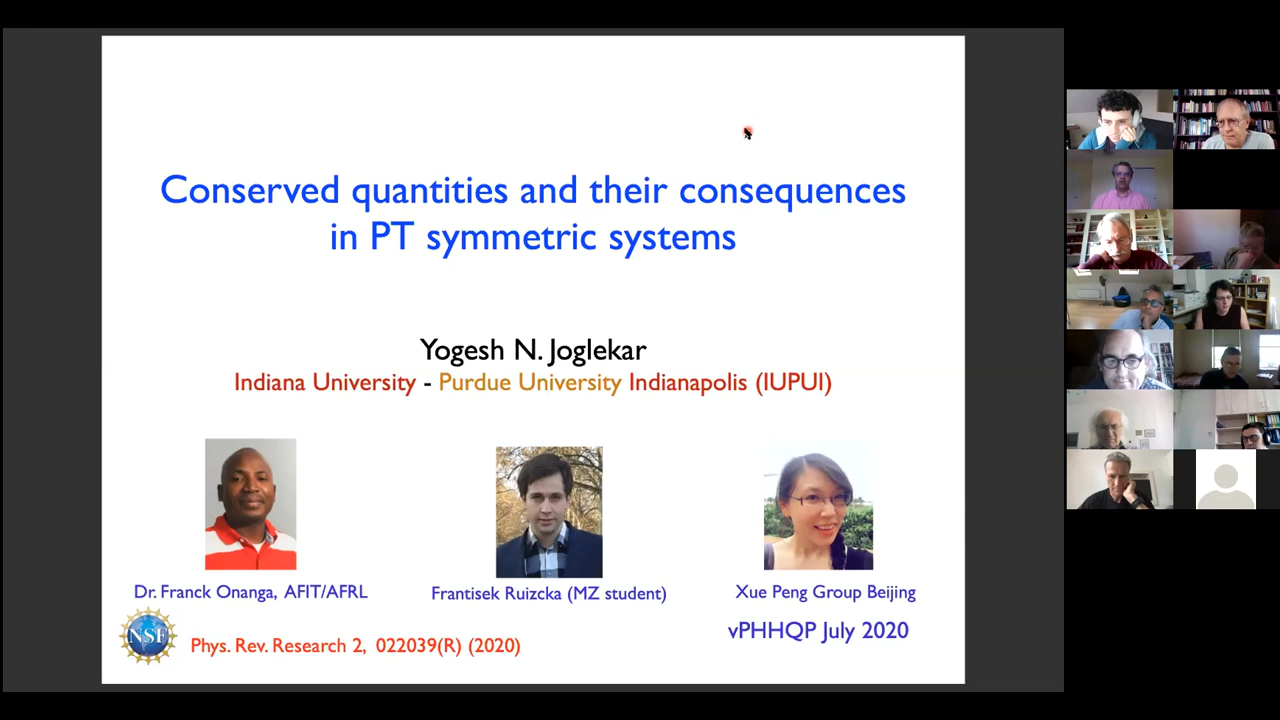 Conserved quantities and their consequences
in PT symmetric systems
Yogesh N. Joglekar
Indiana University - Purdue University Indianapolis (IUPUI)
Dr. Franck Onanga, AFIT/AFRL
Frantisek Ruizcka (MZ student)
Xue Peng Group Beijing
vPHHQP July 2020
NSF
Phys. Rev. Research 2, 022039(R) (2020)